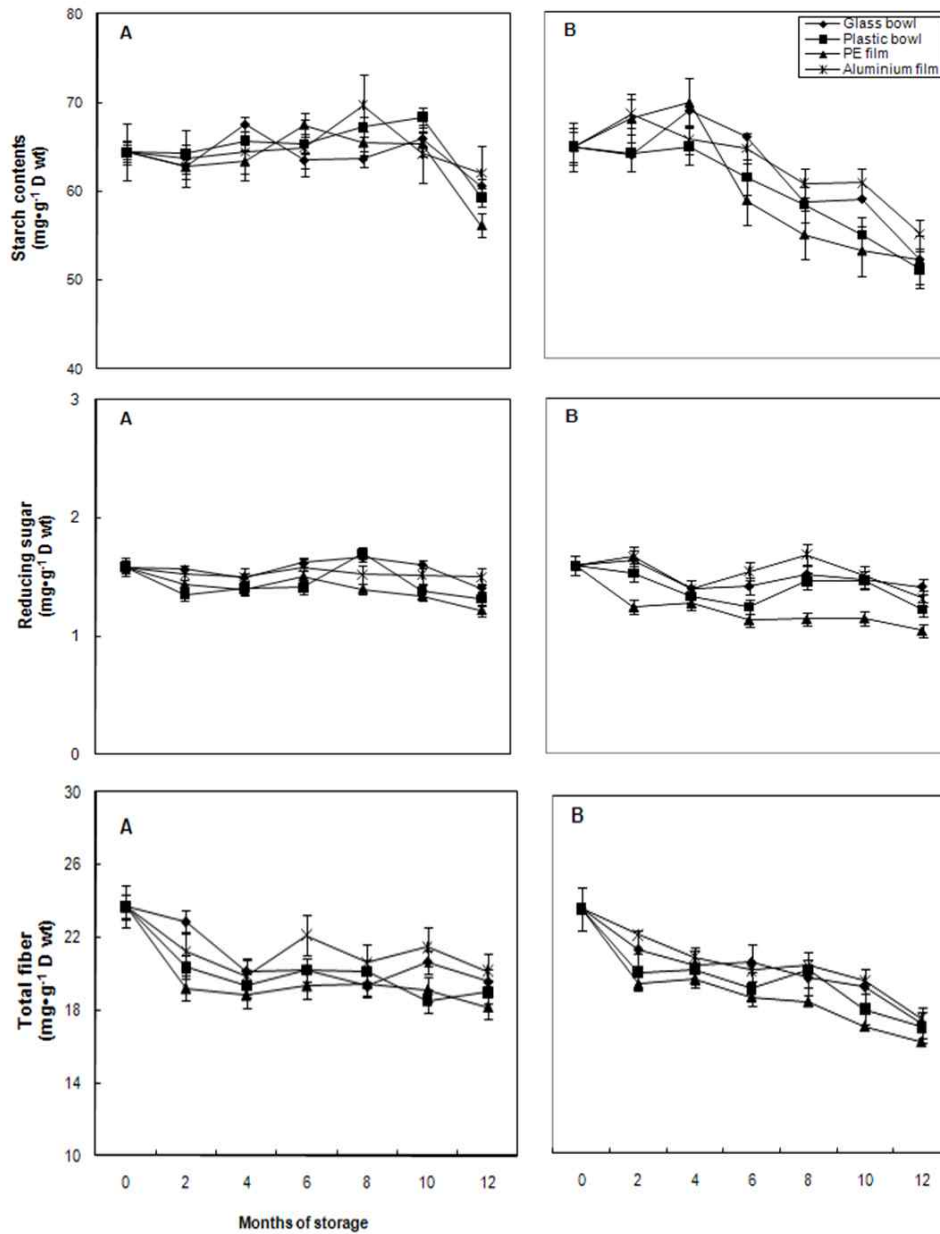 80
70
60
50
40
Starch contents
(mg•g⁻¹ D wt)
A
B
Glass bowl
Plastic bowl
PE film
Aluminium film
3
2
1
0
Reducing sugar
(mg•g⁻¹ D wt)
A
B
30
26
22
18
14
10
Total fiber
(mg•g⁻¹ D wt)
A
B
0 2 4 6 8 10 12
0 2 4 6 8 10 12
Months of storage